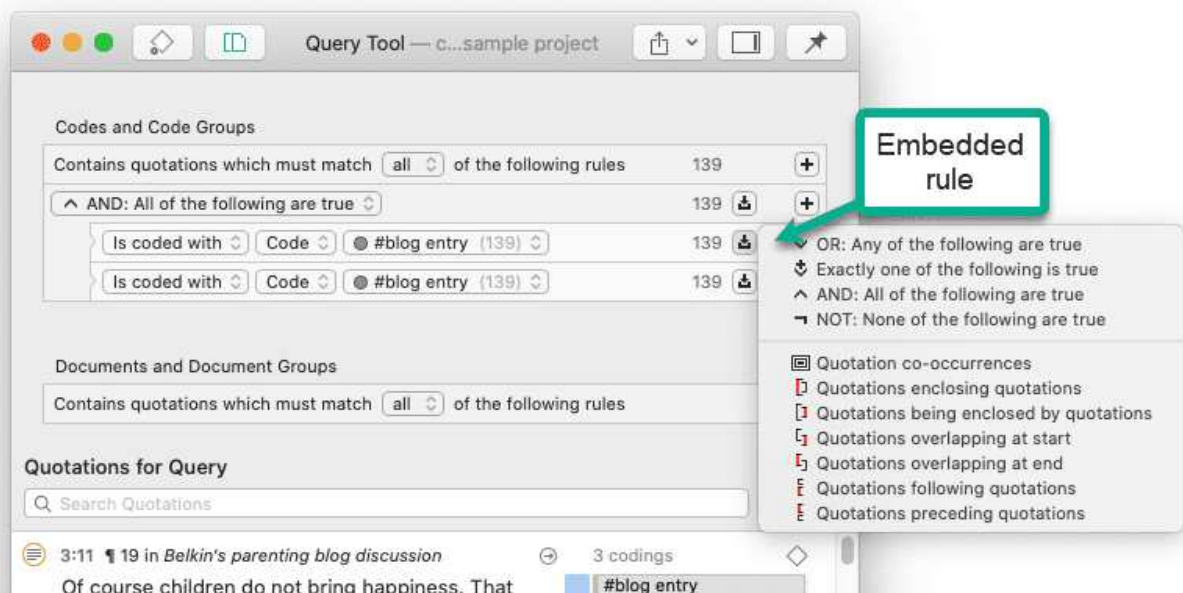 Query Tool — c...sample project
Codes and Code Groups
Contains quotations which must match all of the following rules 139
AND: All of the following are true 139
Is coded with Code #blog entry (139) 139
Is coded with Code #blog entry (139) 139
Embedded
rule
OR: Any of the following are true
Exactly one of the following is true
AND: All of the following are true
NOT: None of the following are true
Quotation co-occurrences
Quotations enclosing quotations
Quotations being enclosed by quotations
Quotations overlapping at start
Quotations overlapping at end
Quotations following quotations
Quotations preceding quotations
Documents and Document Groups
Contains quotations which must match all of the following rules
Quotations for Query
Search Quotations
3:11 ¶ 19 in Belkin's parenting blog discussion 3 codings
Of course children do not bring happiness. That #blog entry